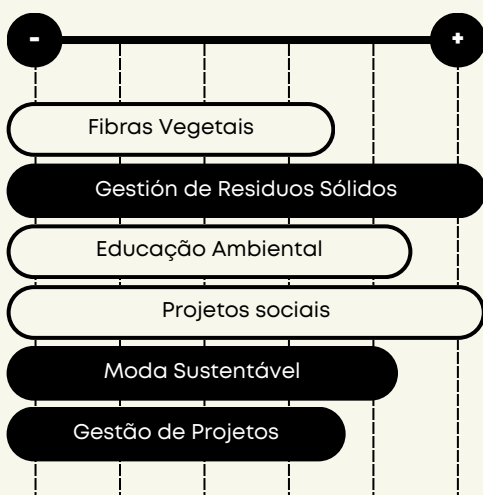 - +
Fibras Vegetais
Gestión de Residuos Sólidos
Educação Ambiental
Projetos sociais
Moda Sustentável
Gestão de Projetos